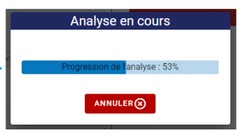 Analyse en cours
Progression de l'analyse : 53%
ANNULER